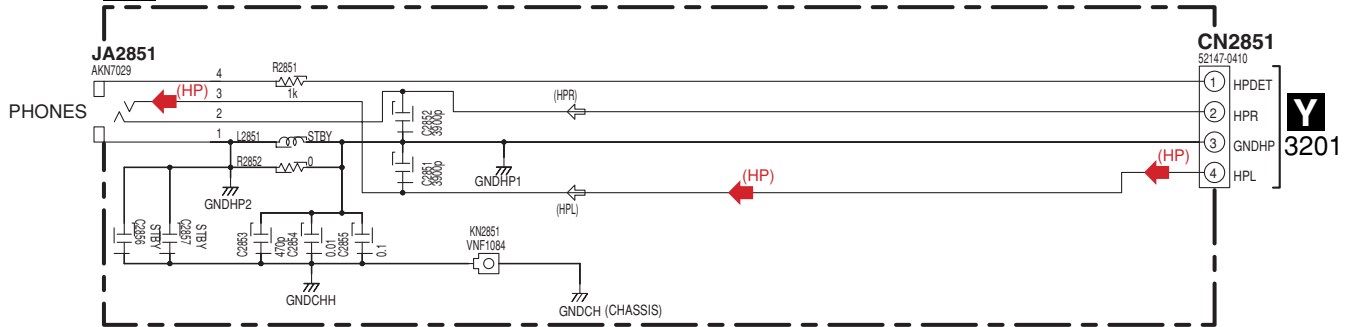 JA2851
AKN7029
PHONES
4
R2851
1k
3
(HP)
2
1
L2851
STBY
R2852
0
GNDHP2
C2856
STBY
C2857
STBY
C2853
470p
C2854
0.01
C2855
0.1
GNDCHH
C2852
3900p
C2851
3900p
GNDHP1
(HPR)
(HPL)
(HP)
KN2851
VNF1084
GNDCH (CHASSIS)
(HP)
CN2851
52147-0410
1 HPDET
2 HPR
3 GNDHP
4 HPL
Y
3201